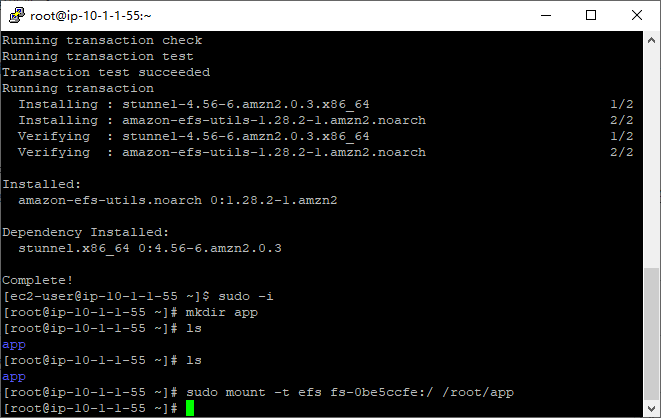 root@ip-10-1-1-55:~
Running transaction check
Running transaction test
Transaction test succeeded
Running transaction
  Installing : stunnel-4.56-6.amzn2.0.3.x86_64                              1/2
  Installing : amazon-efs-utils-1.28.2-1.amzn2.noarch                       2/2
  Verifying  : stunnel-4.56-6.amzn2.0.3.x86_64                              1/2
  Verifying  : amazon-efs-utils-1.28.2-1.amzn2.noarch                       2/2

Installed:
  amazon-efs-utils.noarch 0:1.28.2-1.amzn2

Dependency Installed:
  stunnel.x86_64 0:4.56-6.amzn2.0.3

Complete!
[ec2-user@ip-10-1-1-55 ~]$ sudo -i
[root@ip-10-1-1-55 ~]# mkdir app
[root@ip-10-1-1-55 ~]# ls
app
[root@ip-10-1-1-55 ~]# ls
app
[root@ip-10-1-1-55 ~]# sudo mount -t efs fs-0be5ccfe:/ /root/app
[root@ip-10-1-1-55 ~]#